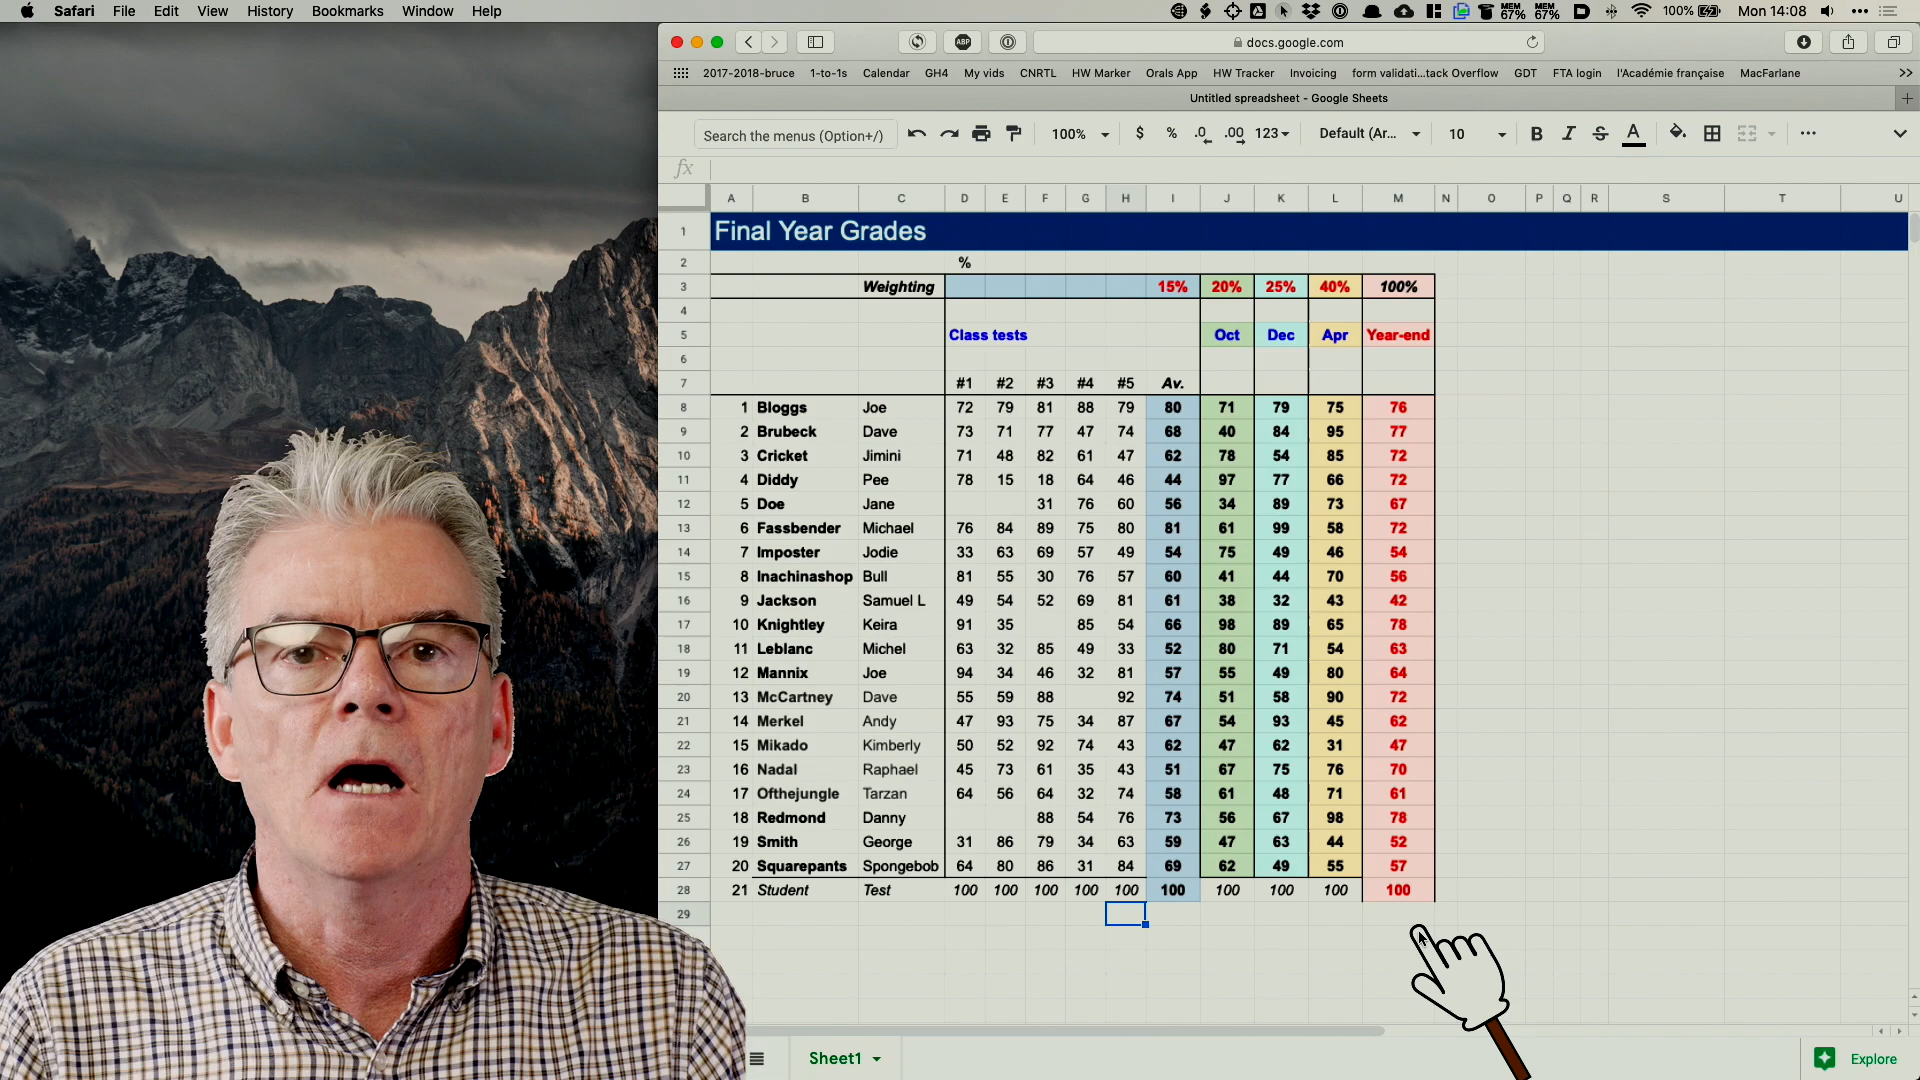 Safari File Edit View History Bookmarks Window Help MEM 67% MEM 67% 100% Mon 14:08
ABP docs.google.com
2017-2018-bruce 1-to-1s Calendar GH4 My vids CNRTL HW Marker Orals App HW Tracker Invoicing form validati...tack Overflow GDT FTA login l'Académie française MacFarlane >>
Untitled spreadsheet - Google Sheets +
Search the menus (Option+/) 100% $ % .0 .00 123 Default (Ar... 10 B I S A ...
fx
A B C D E F G H I J K L M N O P Q R S T U
1 Final Year Grades
2 %
3 Weighting 15% 20% 25% 40% 100%
4
5 Class tests Oct Dec Apr Year-end
6
7 #1 #2 #3 #4 #5 Av.
8 1 Bloggs Joe 72 79 81 88 79 80 71 79 75 76
9 2 Brubeck Dave 73 71 77 47 74 68 40 84 95 77
10 3 Cricket Jimini 71 48 82 61 47 62 78 54 85 72
11 4 Diddy Pee 78 15 18 64 46 44 97 77 66 72
12 5 Doe Jane 31 76 60 56 34 89 73 67
13 6 Fassbender Michael 76 84 89 75 80 81 61 99 58 72
14 7 Imposter Jodie 33 63 69 57 49 54 75 49 46 54
15 8 Inachinashop Bull 81 55 30 76 57 60 41 44 70 56
16 9 Jackson Samuel L 49 54 52 69 81 61 38 32 43 42
17 10 Knightley Keira 91 35 85 54 66 98 89 65 78
18 11 Leblanc Michel 63 32 85 49 33 52 80 71 54 63
19 12 Mannix Joe 94 34 46 32 81 57 55 49 80 64
20 13 McCartney Dave 55 59 88 92 74 51 58 90 72
21 14 Merkel Andy 47 93 75 34 87 67 54 93 45 62
22 15 Mikado Kimberly 50 52 92 74 43 62 47 62 31 47
23 16 Nadal Raphael 45 73 61 35 43 51 67 75 76 70
24 17 Ofthejungle Tarzan 64 56 64 32 74 58 61 48 71 61
25 18 Redmond Danny 88 54 76 73 56 67 98 78
26 19 Smith George 31 86 79 34 63 59 47 63 44 52
27 20 Squarepants Spongebob 64 80 86 31 84 69 62 49 55 57
28 21 Student Test 100 100 100 100 100 100 100 100 100 100
29
Sheet1 Explore